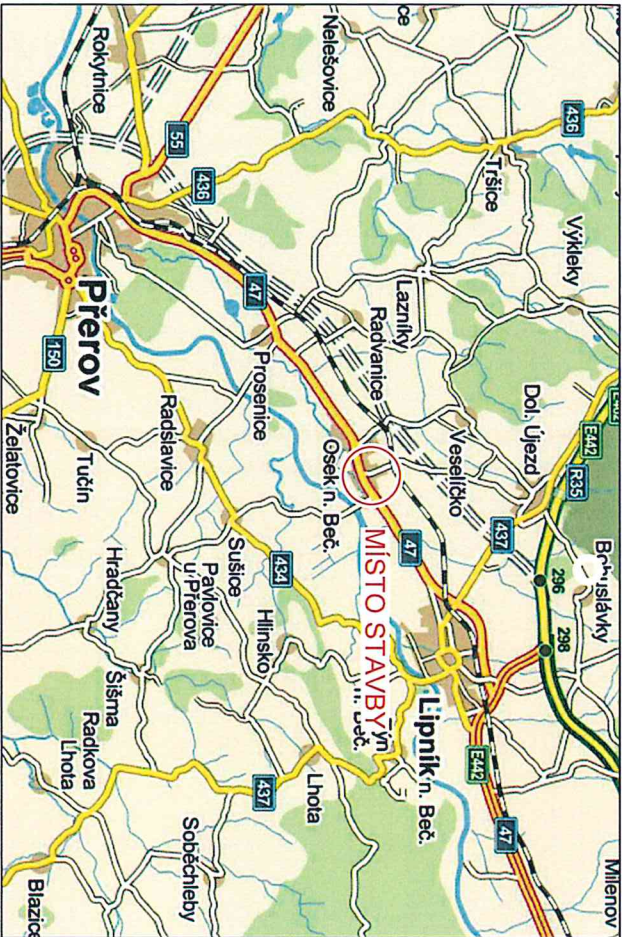 Milenov
E442
R35
Výkleky
436
296
298
Dol. Újezd
47
437
Tršice
E442
Veselíčko
Lipník n. Beč.
47
Lazníky
Radvanice
MÍSTO STAVBY
Osek n. Beč.
Nelešovice
Lhota
434
Hlinsko
437
47
Prosenice
Sušice
Pavlovice
u Přerova
436
Soběchleby
55
Radslavice
Hradčany
Šišma
Rokytnice
Přerov
Tučín
Radkova
Lhota
150
Želatovice
Blazice